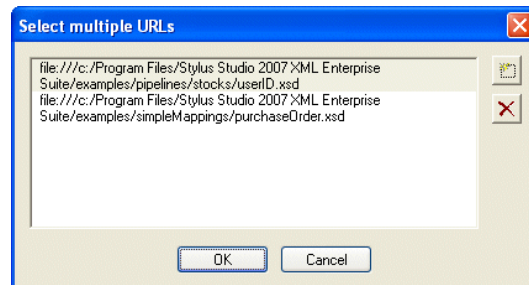 Select multiple URLs
file:///c:/Program Files/Stylus Studio 2007 XML Enterprise
Suite/examples/pipelines/stocks/userID.xsd
file:///c:/Program Files/Stylus Studio 2007 XML Enterprise
Suite/examples/simpleMappings/purchaseOrder.xsd
OK
Cancel